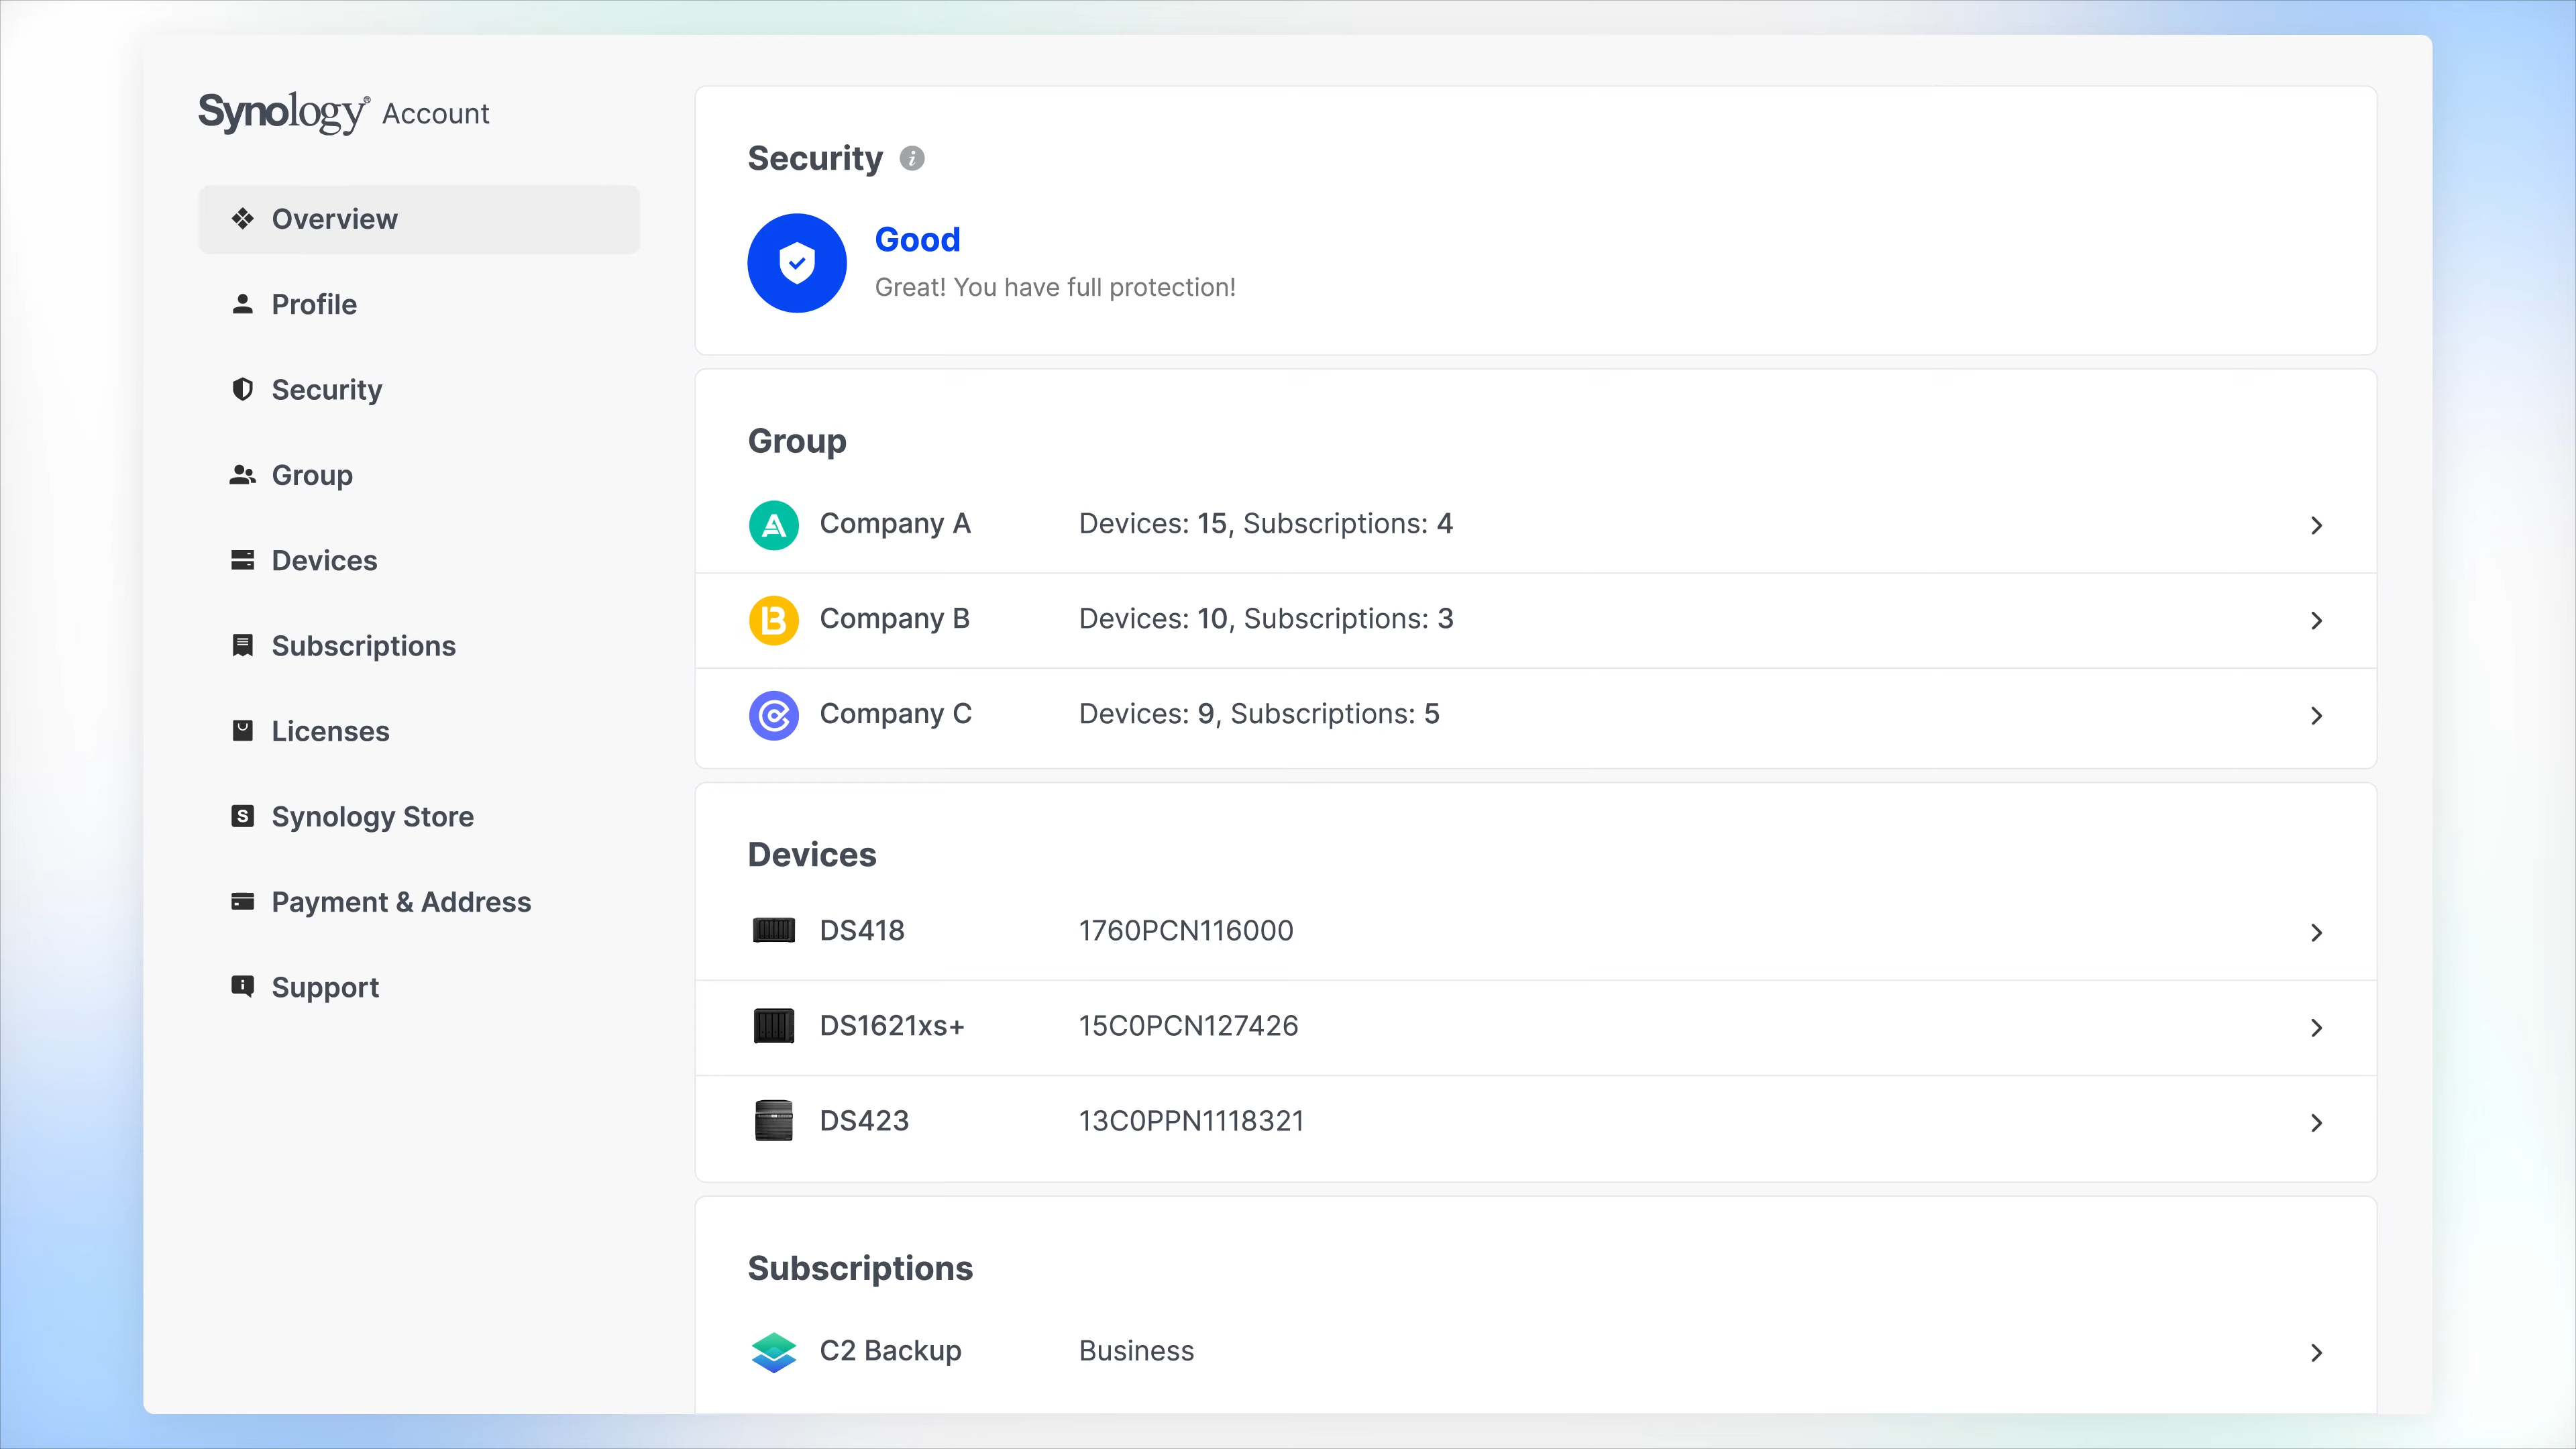 Synology® Account
Overview
Profile
Security
Group
Devices
Subscriptions
Licenses
Synology Store
Payment & Address
Support
Security
Good
Great! You have full protection!
Group
Company A Devices: 15, Subscriptions: 4
Company B Devices: 10, Subscriptions: 3
Company C Devices: 9, Subscriptions: 5
Devices
DS418 1760PCN116000
DS1621xs+ 15C0PCN127426
DS423 13C0PPN1118321
Subscriptions
C2 Backup Business